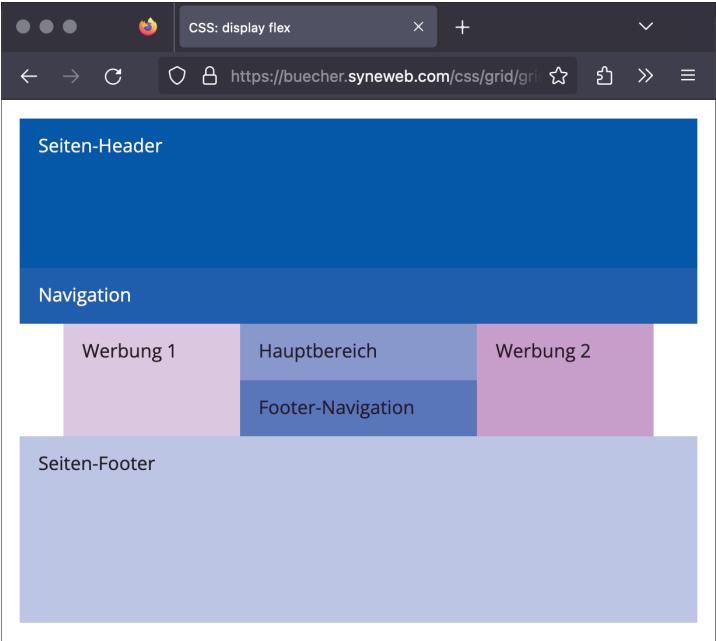 CSS: display flex
https://buecher.syneweb.com/css/grid/gri
Seiten-Header
Navigation
Werbung 1
Hauptbereich
Werbung 2
Footer-Navigation
Seiten-Footer